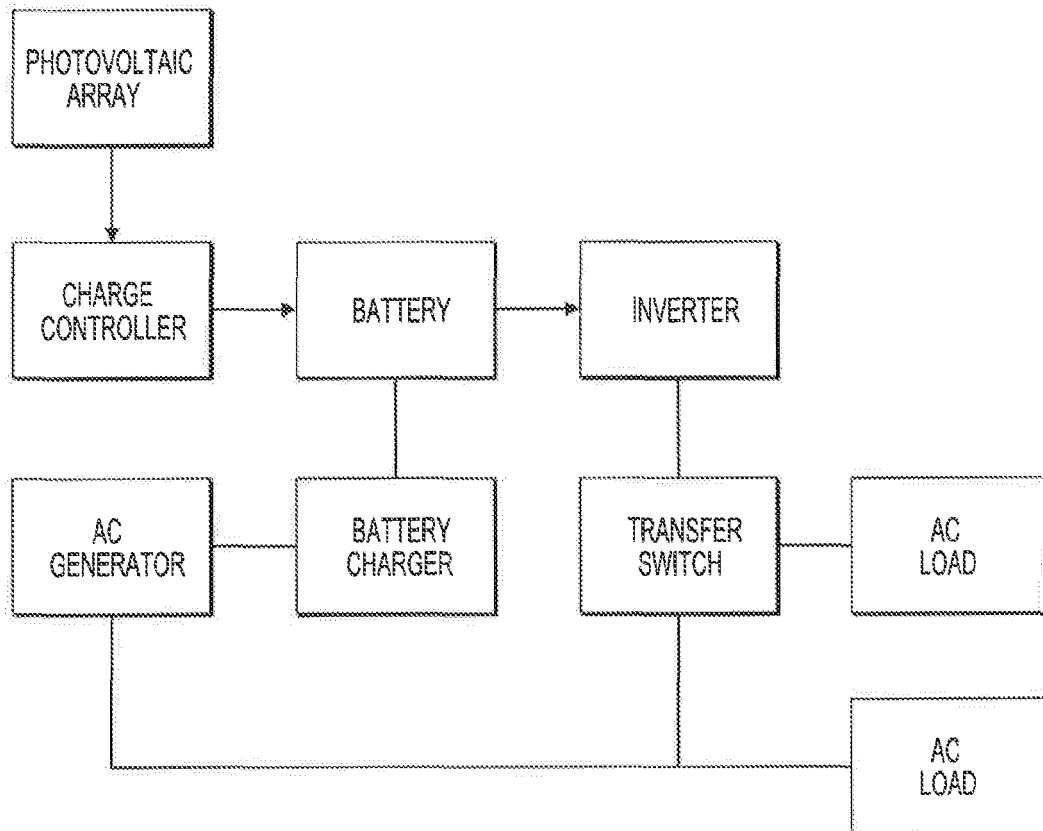 PHOTOVOLTAIC
ARRAY
CHARGE
CONTROLLER
BATTERY
INVERTER
AC
GENERATOR
BATTERY
CHARGER
TRANSFER
SWITCH
AC
LOAD
AC
LOAD